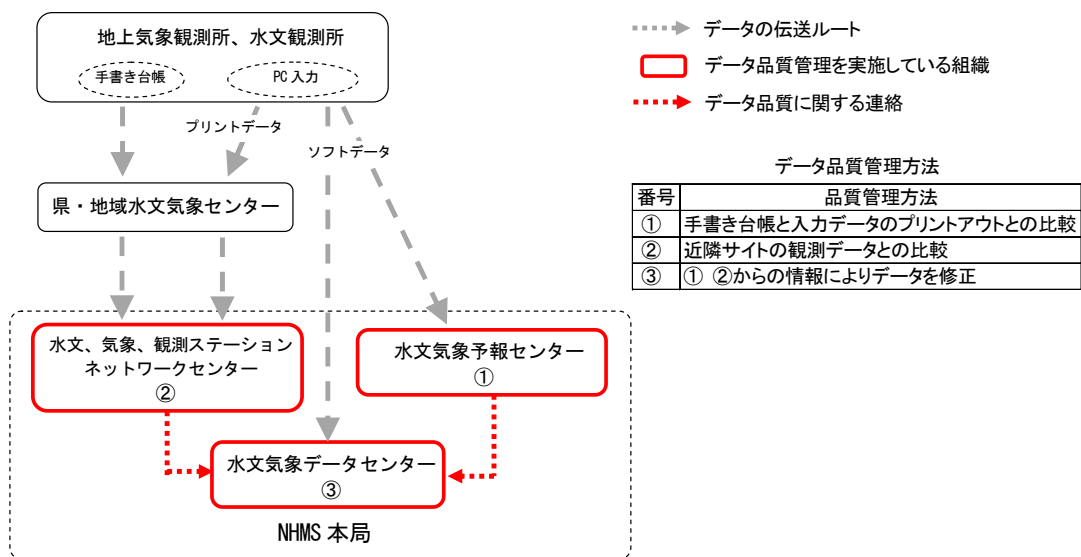 地上気象観測所、水文観測所
手書き台帳
PC 入力
プリントデータ
ソフトデータ
県・地域水文気象センター
水文、気象、観測ステーション
ネットワークセンター
②
水文気象予報センター
①
水文気象データセンター
③
NHMS 本局
データの伝送ルート
データ品質管理を実施している組織
データ品質に関する連絡
データ品質管理方法
番号 品質管理方法
① 手書き台帳と入力データのプリントアウトとの比較
② 近隣サイトの観測データとの比較
③ ① ②からの情報によりデータを修正